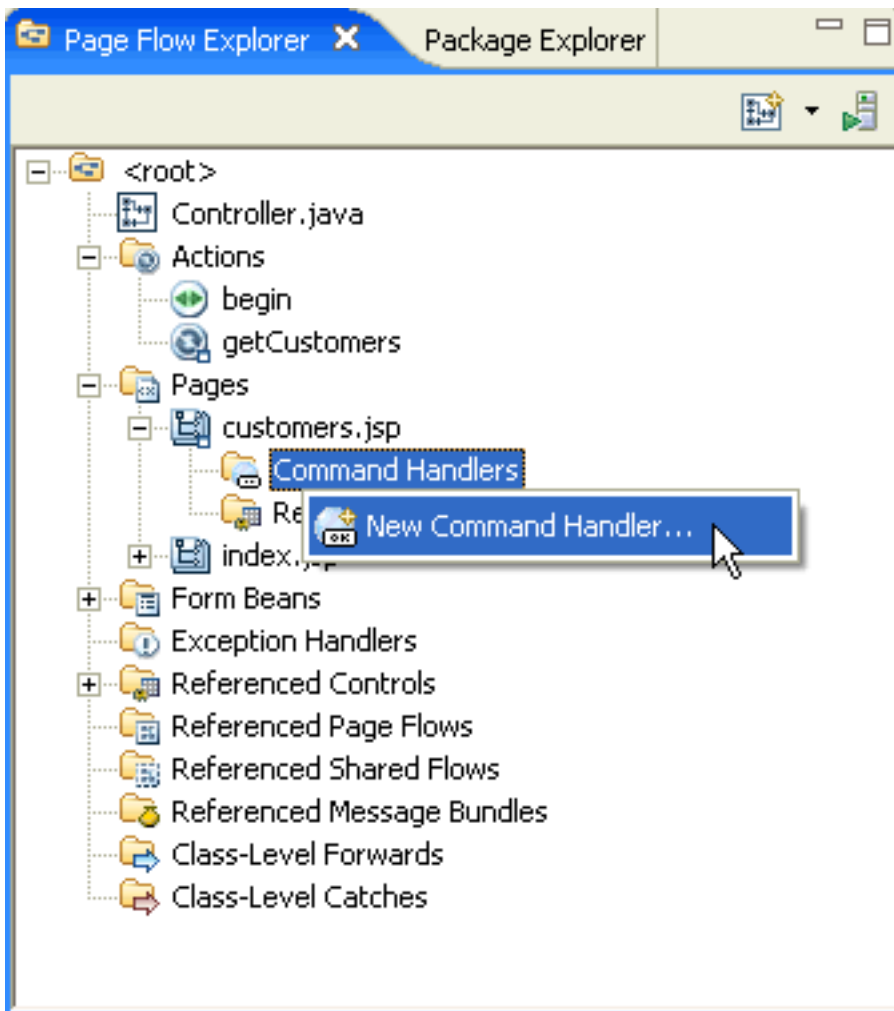 Page Flow Explorer
Package Explorer
<root>
Controller.java
Actions
begin
getCustomers
Pages
customers.jsp
Command Handlers
New Command Handler...
Form Beans
Exception Handlers
Referenced Controls
Referenced Page Flows
Referenced Shared Flows
Referenced Message Bundles
Class-Level Forwards
Class-Level Catches